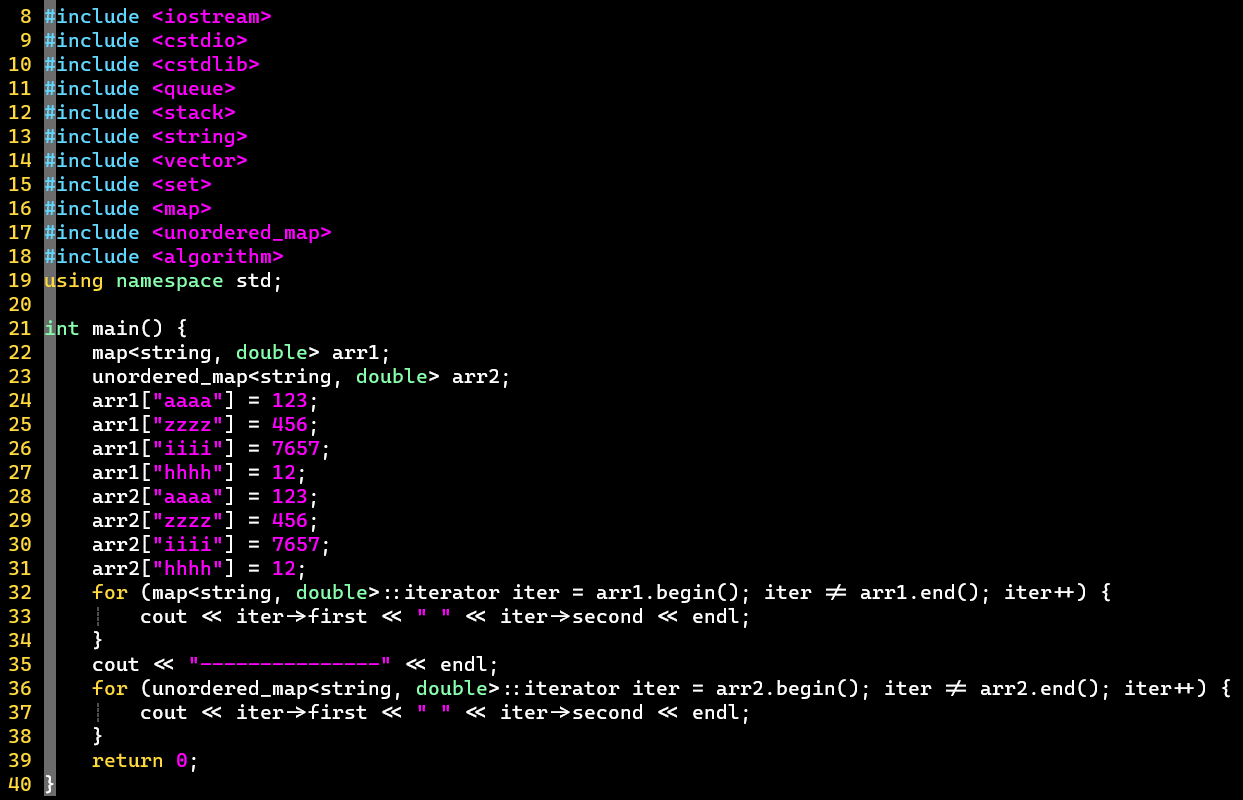 8 #include <iostream>
9 #include <cstdio>
10 #include <cstdlib>
11 #include <queue>
12 #include <stack>
13 #include <string>
14 #include <vector>
15 #include <set>
16 #include <map>
17 #include <unordered_map>
18 #include <algorithm>
19 using namespace std;
20
21 int main() {
22     map<string, double> arr1;
23     unordered_map<string, double> arr2;
24     arr1["aaaa"] = 123;
25     arr1["zzzz"] = 456;
26     arr1["iiii"] = 7657;
27     arr1["hhhh"] = 12;
28     arr2["aaaa"] = 123;
29     arr2["zzzz"] = 456;
30     arr2["iiii"] = 7657;
31     arr2["hhhh"] = 12;
32     for (map<string, double>::iterator iter = arr1.begin(); iter != arr1.end(); iter++) {
33         cout << iter->first << " " << iter->second << endl;
34     }
35     cout << "---------------" << endl;
36     for (unordered_map<string, double>::iterator iter = arr2.begin(); iter != arr2.end(); iter++) {
37         cout << iter->first << " " << iter->second << endl;
38     }
39     return 0;
40 }